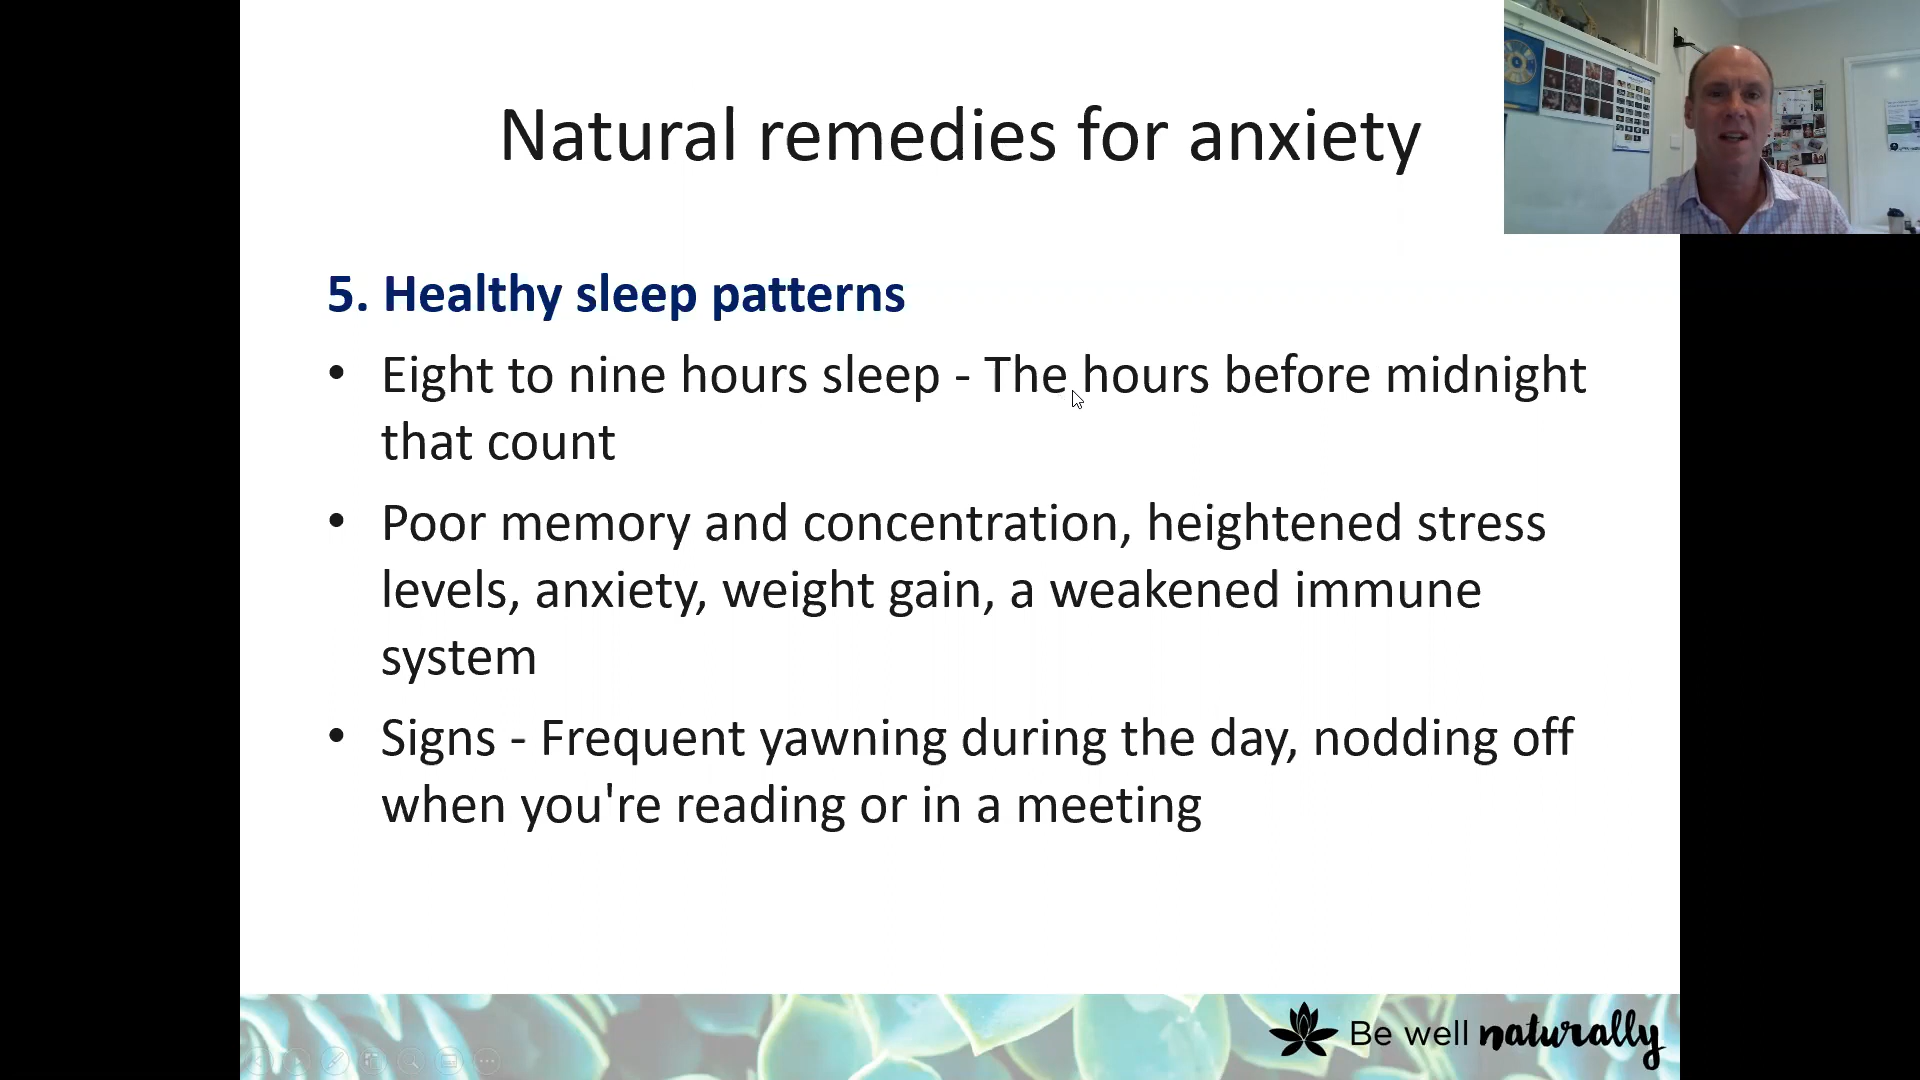 Natural remedies for anxiety
5. Healthy sleep patterns
• Eight to nine hours sleep - The hours before midnight
that count
• Poor memory and concentration, heightened stress
levels, anxiety, weight gain, a weakened immune
system
• Signs - Frequent yawning during the day, nodding off
when you're reading or in a meeting
Be well naturally